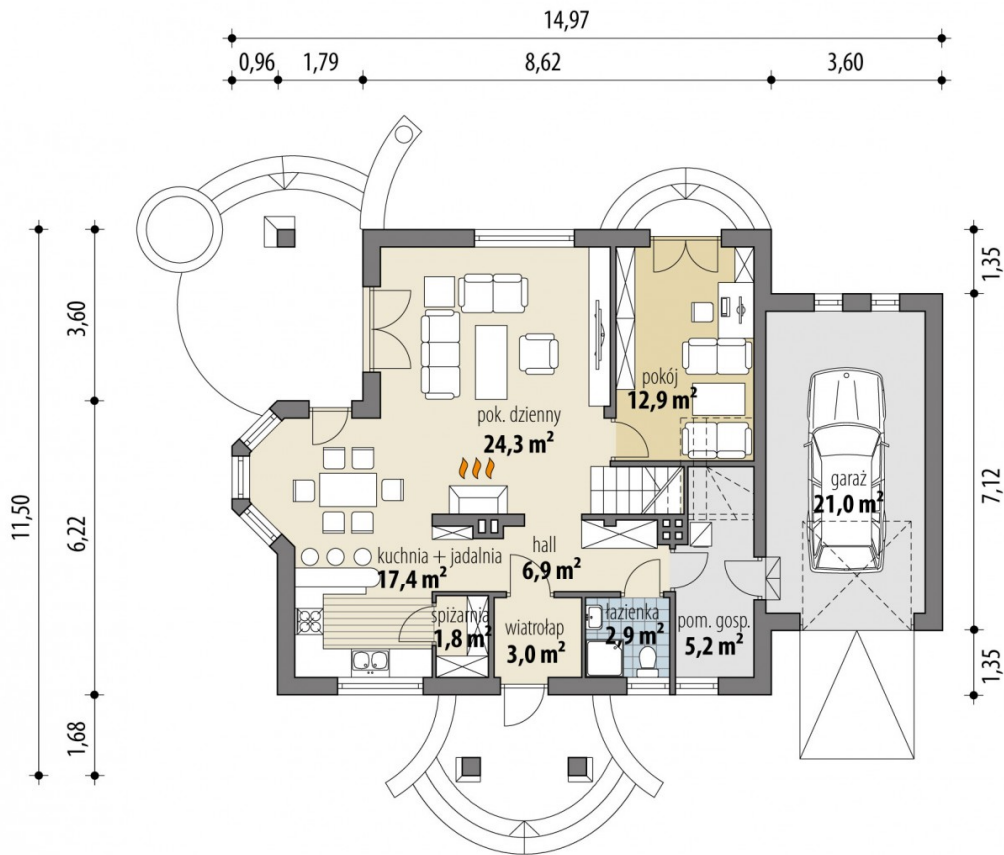 14,97
0,96
1,79
8,62
3,60
11,50
3,60
6,22
1,68
1,35
7,12
1,35
pok. dzienny
24,3 m²
pokój
12,9 m²
garaż
21,0 m²
kuchnia + jadalnia
17,4 m²
hall
6,9 m²
spiżarnia
1,8 m²
wiatrołap
3,0 m²
łazienka
2,9 m²
pom. gosp.
5,2 m²